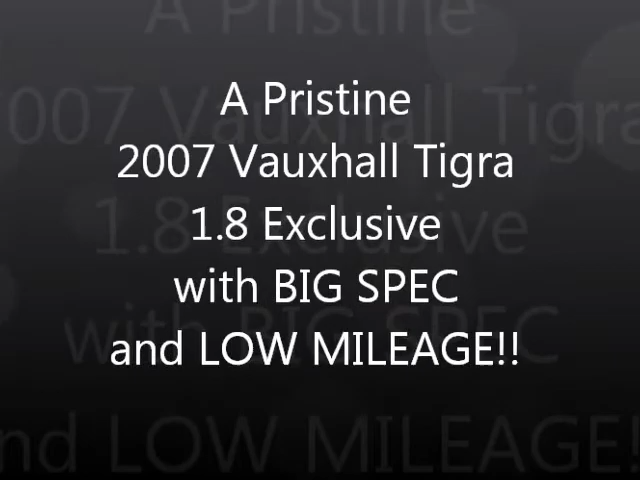 A Pristine
2007 Vauxhall Tigra
1.8 Exclusive
with BIG SPEC
and LOW MILEAGE!!